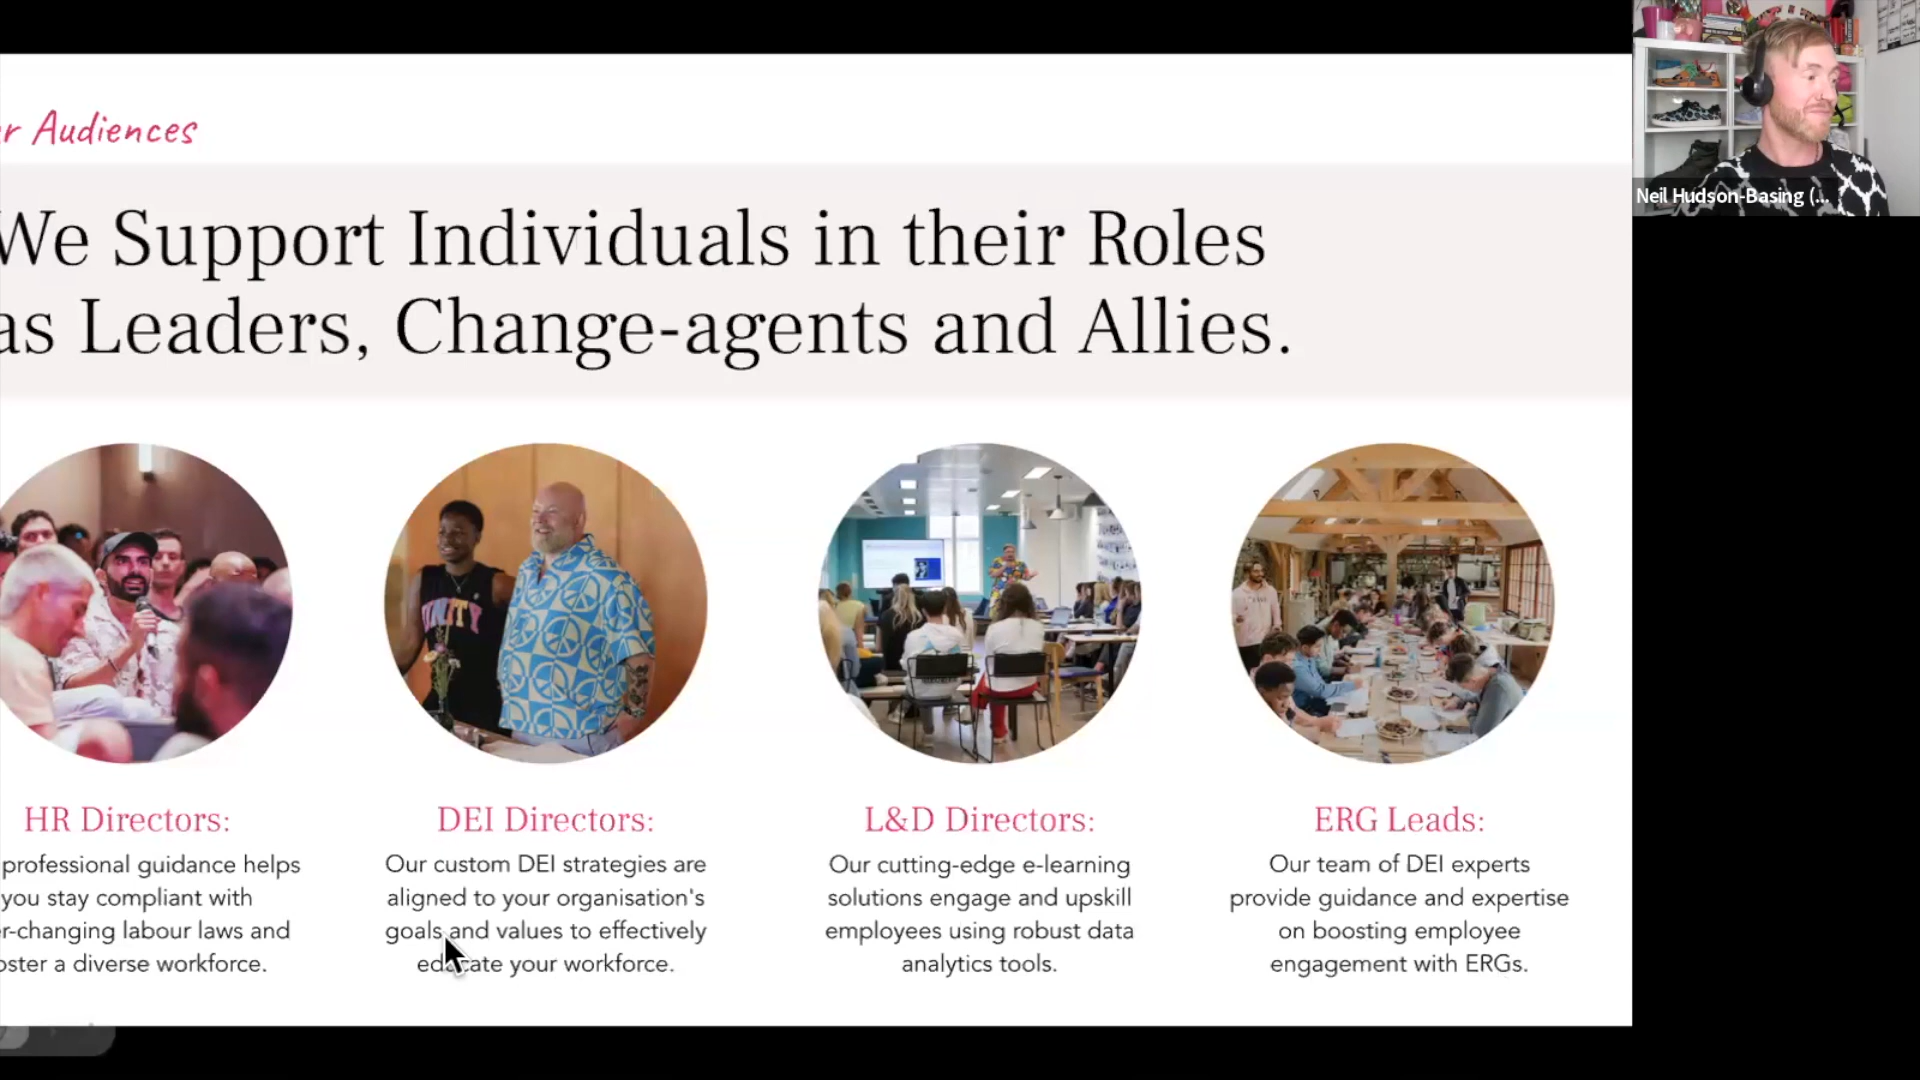 r Audiences
Neil Hudson-Basing (...
We Support Individuals in their Roles
as Leaders, Change-agents and Allies.
UNITY
HR Directors:
professional guidance helps
you stay compliant with
r-changing labour laws and
oster a diverse workforce.
DEI Directors:
Our custom DEI strategies are
aligned to your organisation's
goals and values to effectively
educate your workforce.
L&D Directors:
Our cutting-edge e-learning
solutions engage and upskill
employees using robust data
analytics tools.
ERG Leads:
Our team of DEI experts
provide guidance and expertise
on boosting employee
engagement with ERGs.